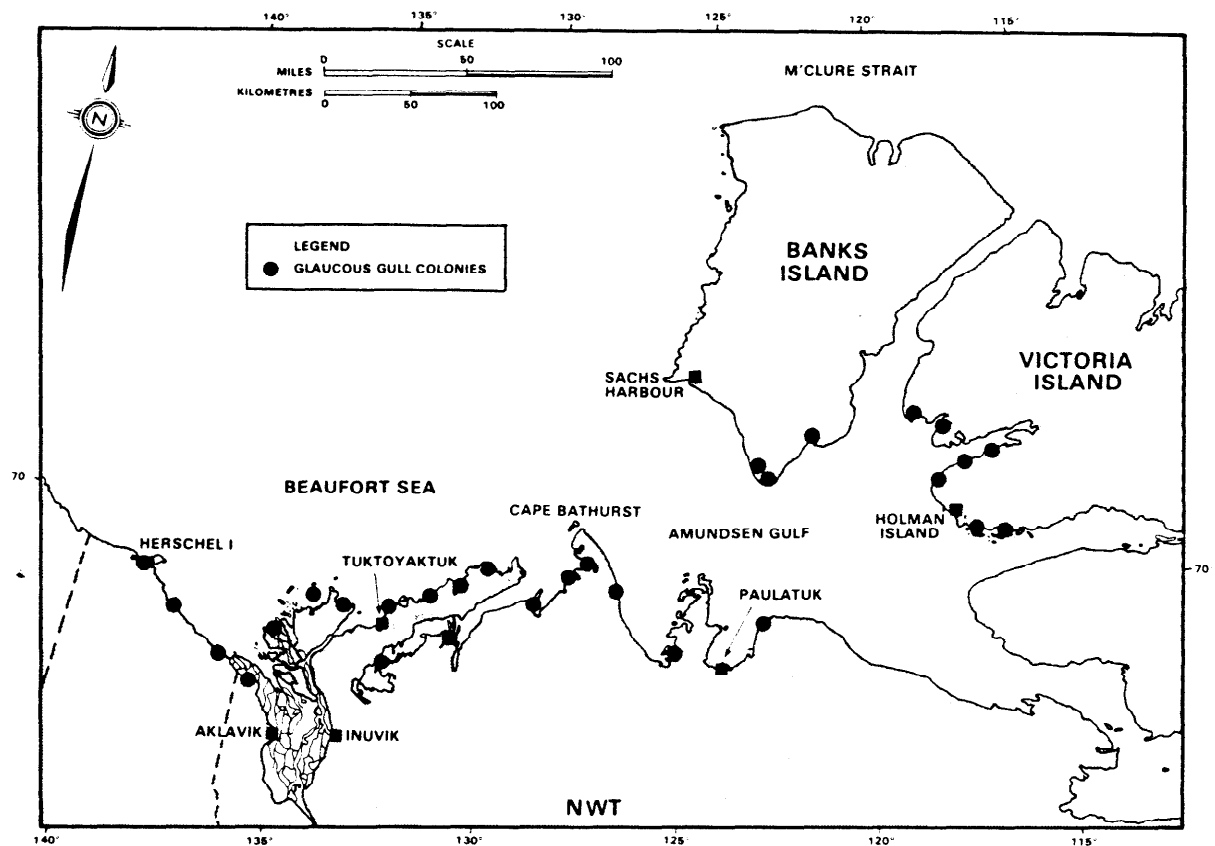 140° 135° 130° 125° 120° 115°
SCALE
0 50 100
MILES
KILOMETRES
0 50 100
M'CLURE STRAIT
N
LEGEND
GLAUCOUS GULL COLONIES
BANKS
ISLAND
VICTORIA
ISLAND
SACHS
HARBOUR
70
BEAUFORT SEA
CAPE BATHURST
HOLMAN
ISLAND
AMUNDSEN GULF
HERSCHEL I
TUKTOYAKTUK
70
PAULATUK
AKLAVIK
INUVIK
NWT
140° 135° 130° 125° 120° 115°